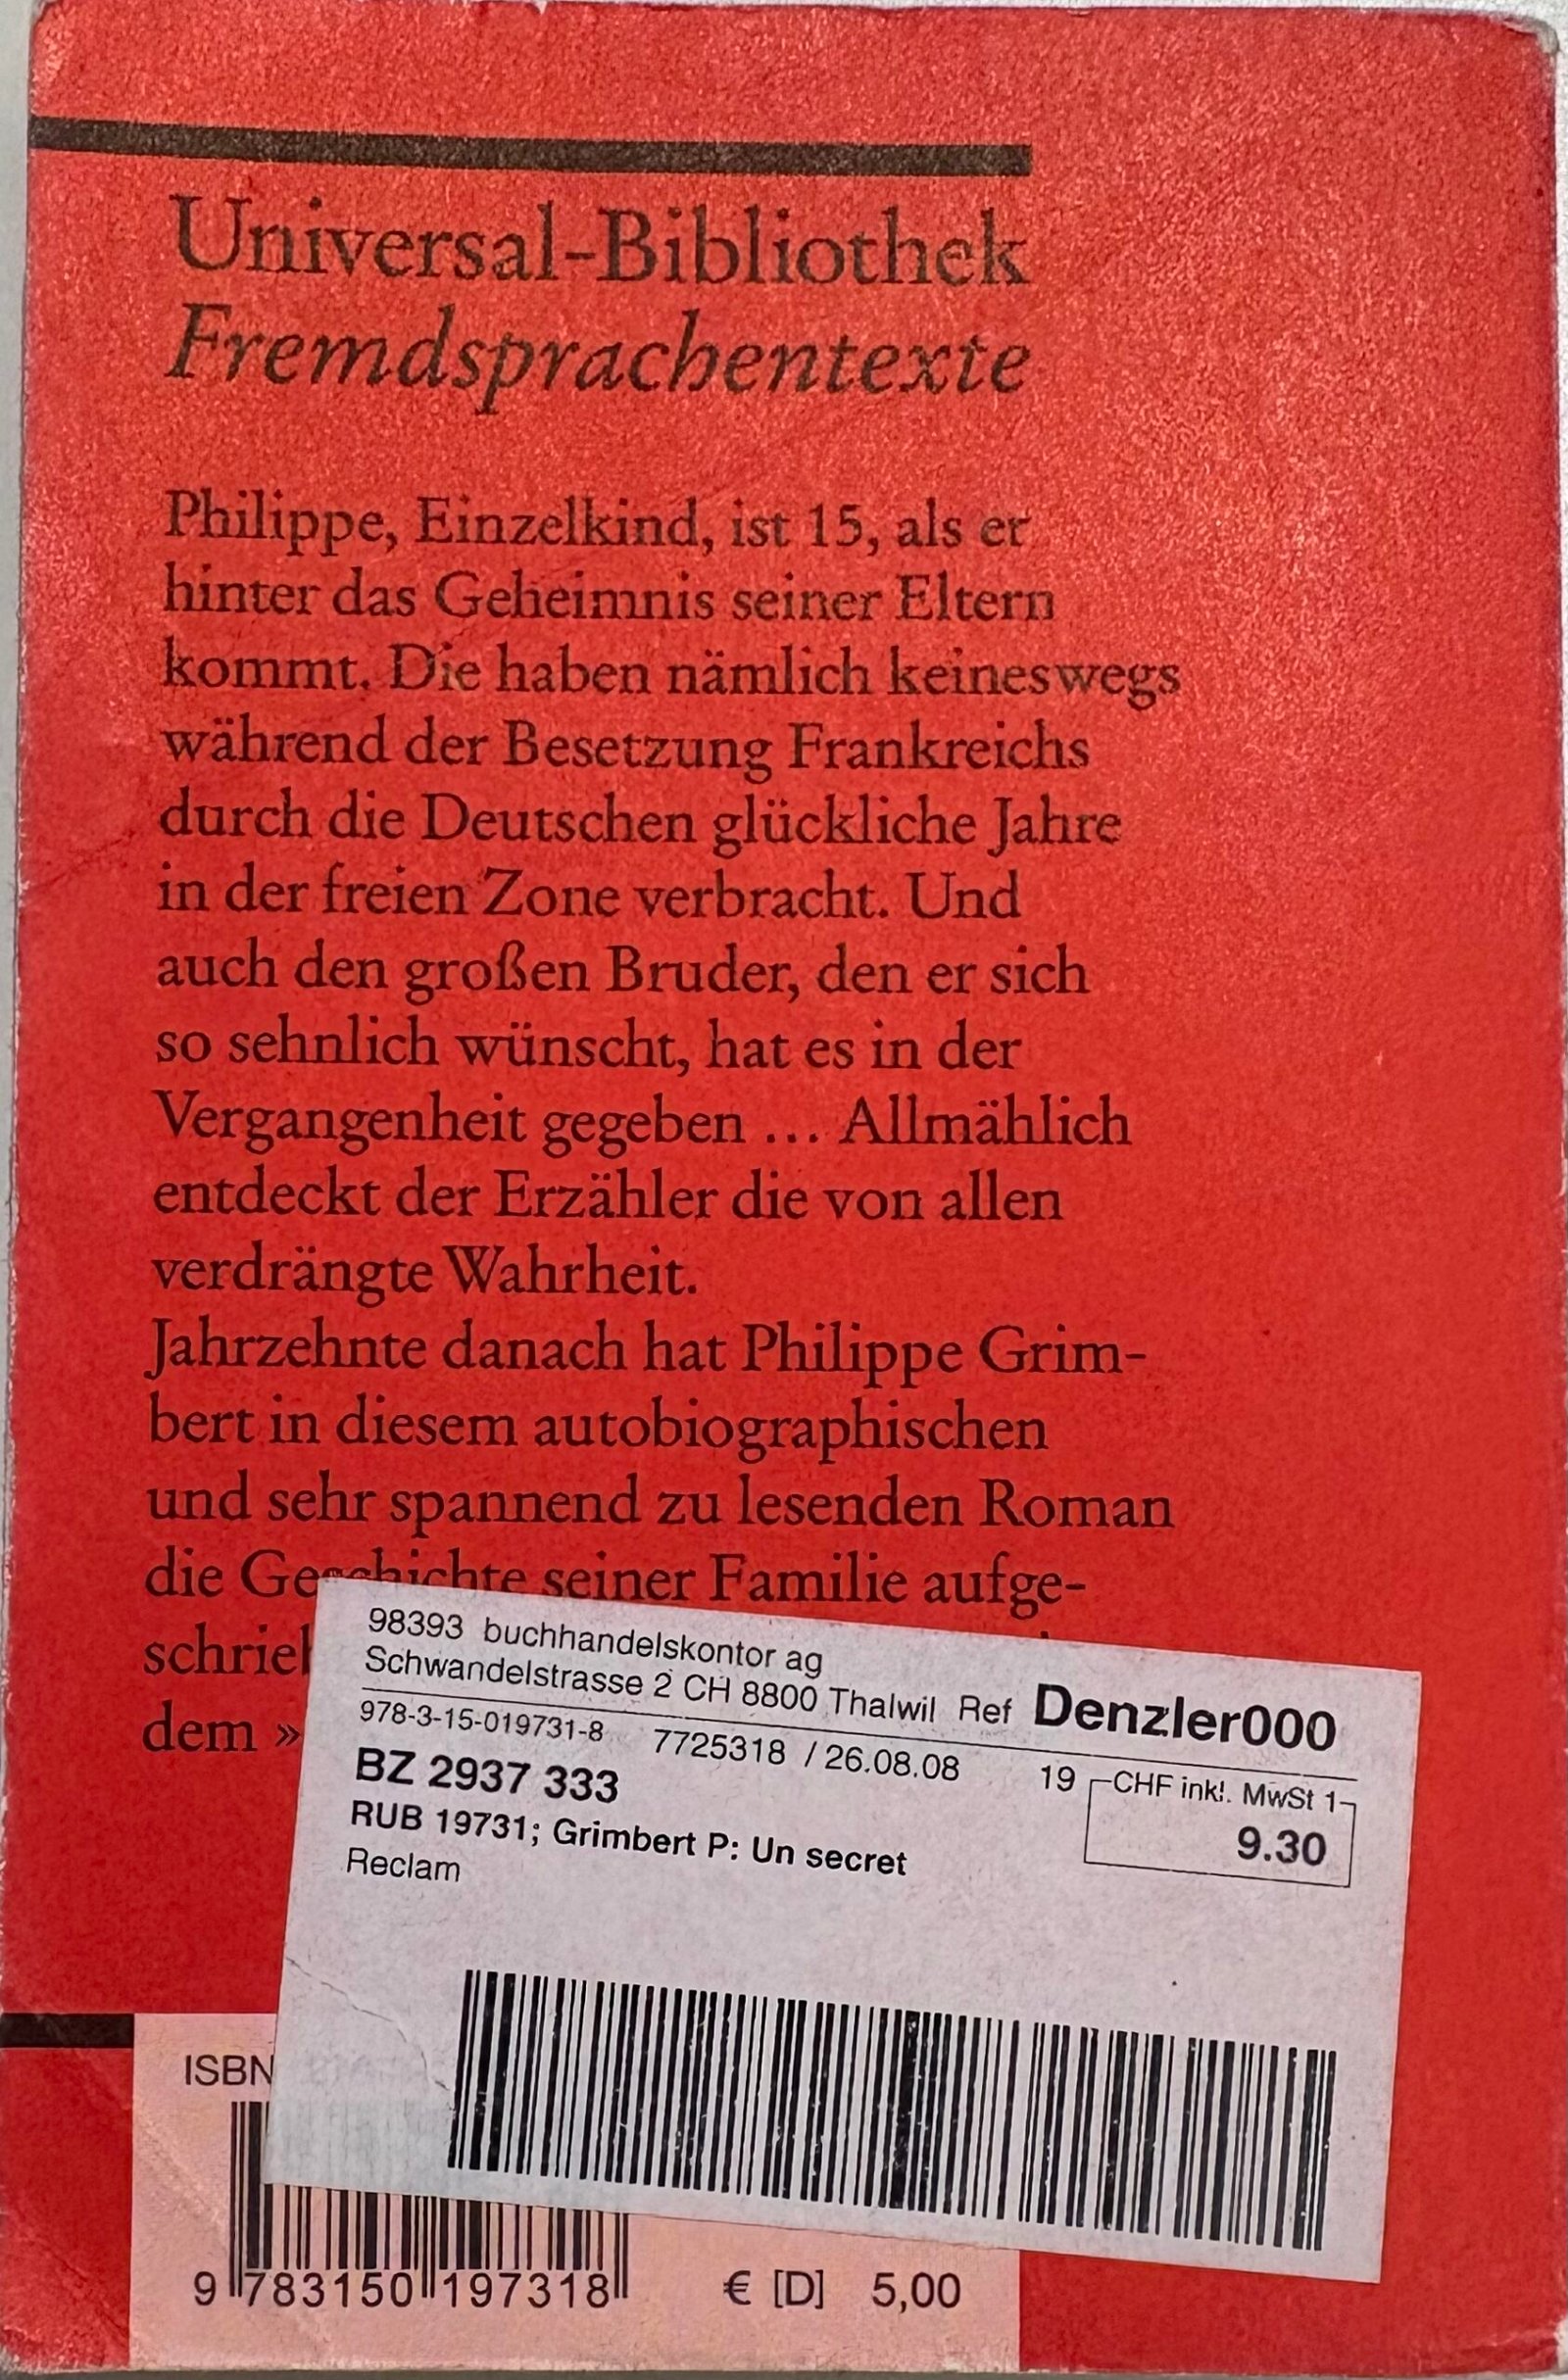 Universal-Bibliothek
Fremdsprachentexte
Philippe, Einzelkind, ist 15, als er
hinter das Geheimnis seiner Eltern
kommt. Die haben nämlich keineswegs
während der Besetzung Frankreichs
durch die Deutschen glückliche Jahre
in der freien Zone verbracht. Und
auch den großen Bruder, den er sich
so sehnlich wünscht, hat es in der
Vergangenheit gegeben ... Allmählich
entdeckt der Erzähler die von allen
verdrängte Wahrheit.
Jahrzehnte danach hat Philippe Grim-
bert in diesem autobiographischen
und sehr spannend zu lesenden Roman
die Geschichte seiner Familie aufge-
dem »
98393 buchhandelskontor ag
Schwandelstrasse 2 CH 8800 Thalwil Ref Denzler000
978-3-15-019731-8 7725318 / 26.08.08 19 CHF inkl. MwSt 1
BZ 2937 333 9.30
RUB 19731; Grimbert P: Un secret
Reclam
ISBN
9 783150 197318 € [D] 5,00